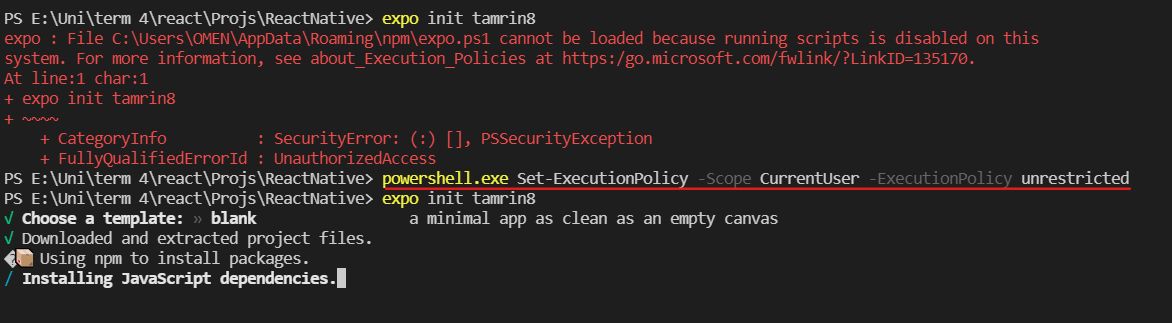 PS E:\Uni\term 4\react\Projs\ReactNative> expo init tamrin8
expo : File C:\Users\OMEN\AppData\Roaming\npm\expo.ps1 cannot be loaded because running scripts is disabled on this
system. For more information, see about_Execution_Policies at https:/go.microsoft.com/fwlink/?LinkID=135170.
At line:1 char:1
+ expo init tamrin8
+ ~~~~
    + CategoryInfo          : SecurityError: (:) [], PSSecurityException
    + FullyQualifiedErrorId : UnauthorizedAccess
PS E:\Uni\term 4\react\Projs\ReactNative> powershell.exe Set-ExecutionPolicy -Scope CurrentUser -ExecutionPolicy unrestricted
PS E:\Uni\term 4\react\Projs\ReactNative> expo init tamrin8
√ Choose a template: » blank                 a minimal app as clean as an empty canvas
√ Downloaded and extracted project files.
�📦 Using npm to install packages.
/ Installing JavaScript dependencies.